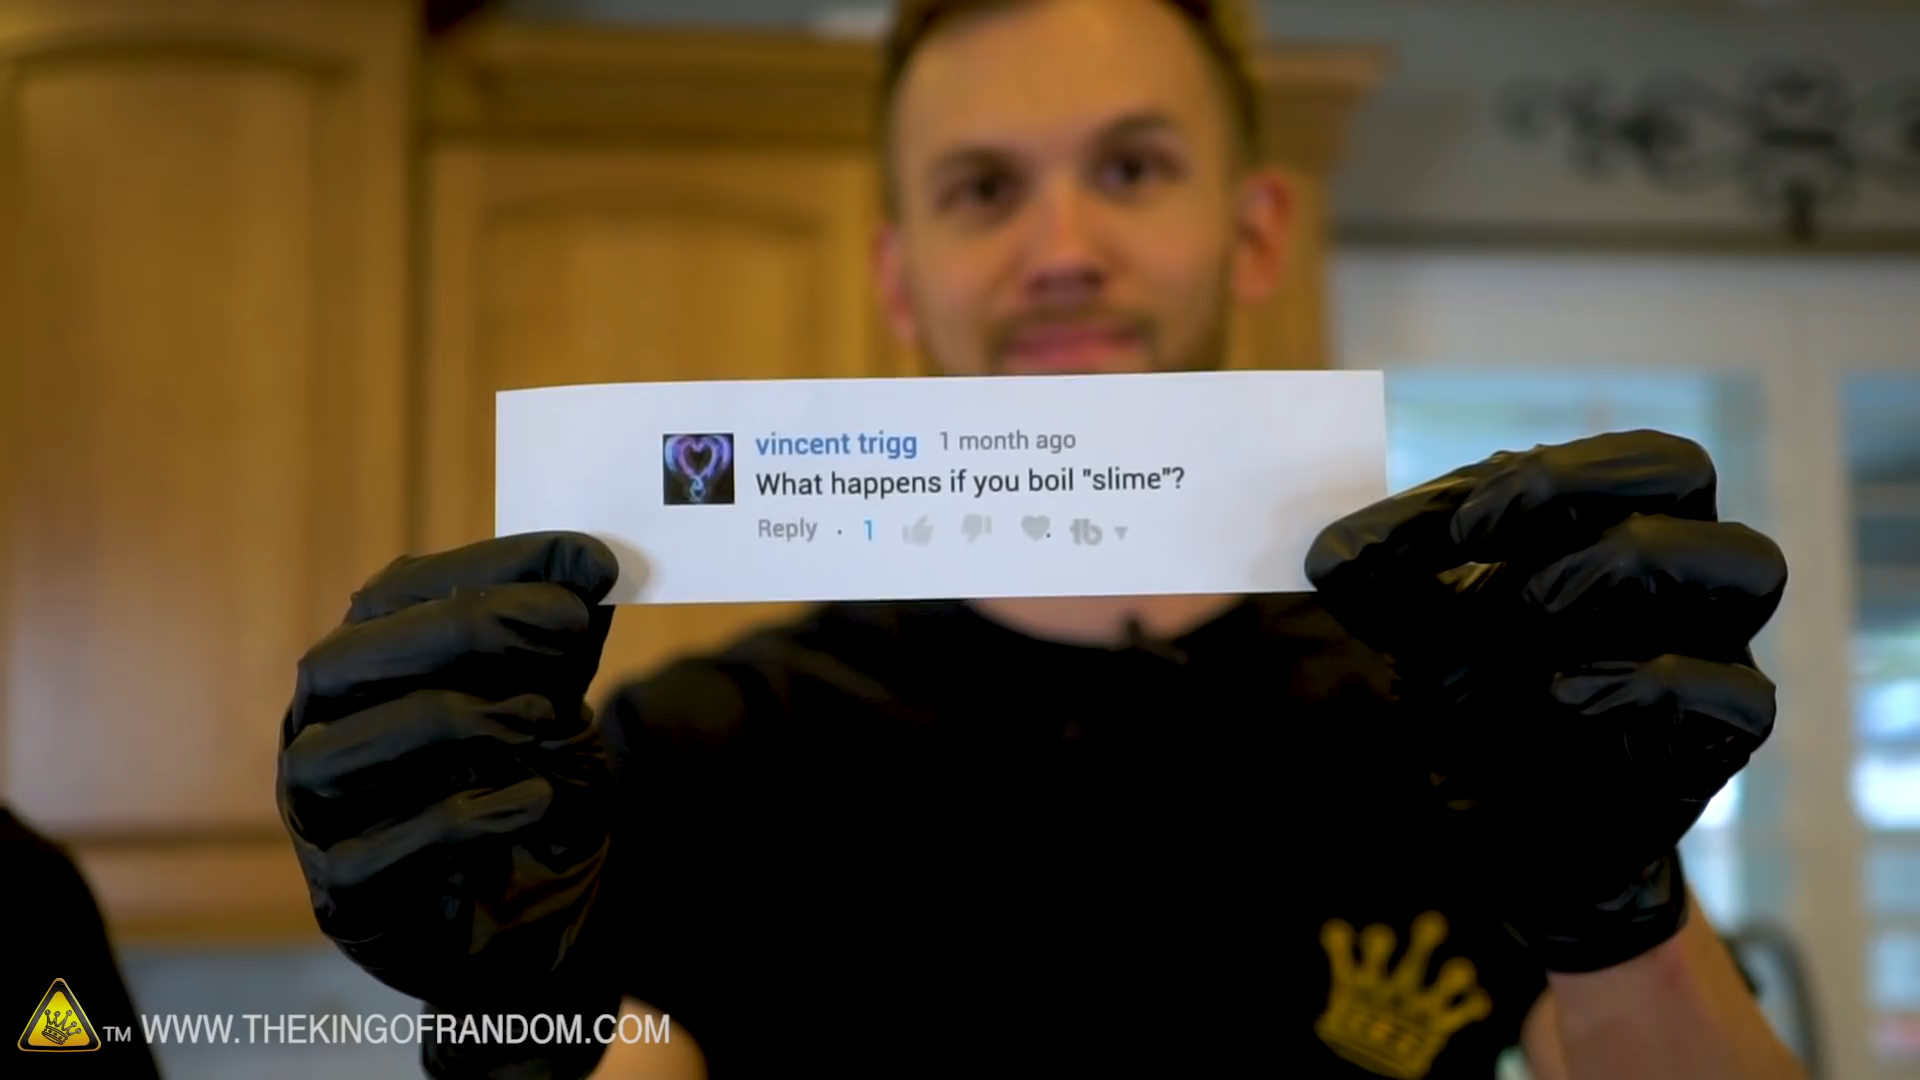 vincent trigg 1 month ago
What happens if you boil "slime"?
Reply · 1
TM WWW.THEKINGOFRANDOM.COM